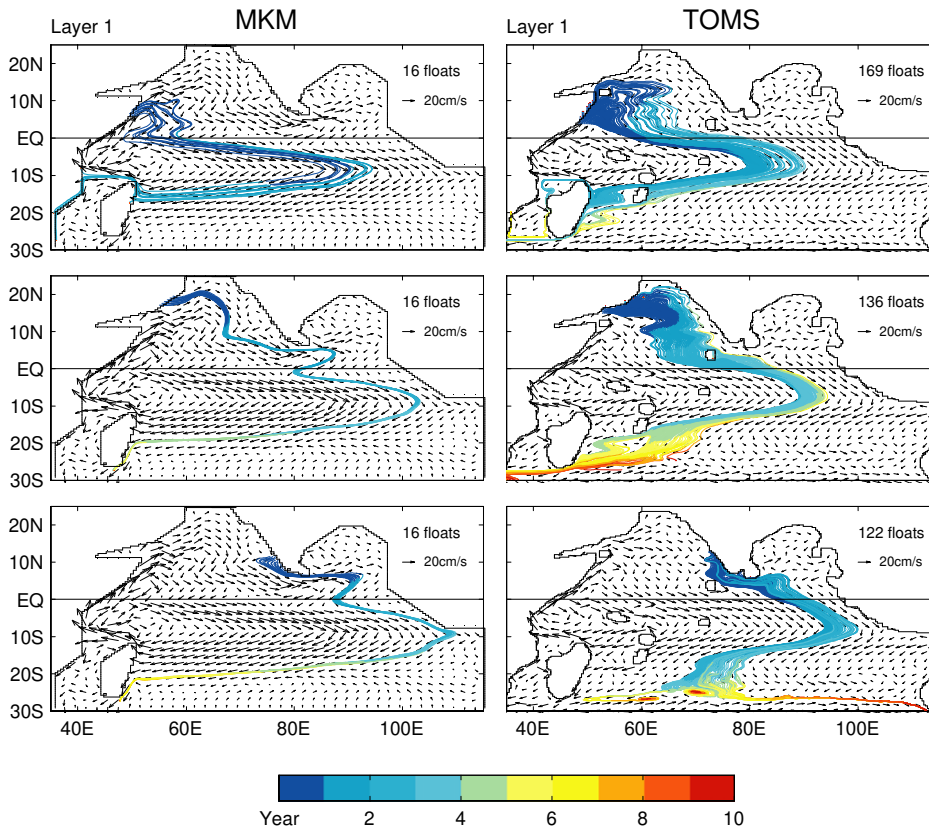 Layer 1 MKM Layer 1 TOMS
20N 16 floats 169 floats
10N 20cm/s 20cm/s
EQ
10S
20S
30S
20N 16 floats 136 floats
10N 20cm/s 20cm/s
EQ
10S
20S
30S
20N 16 floats 122 floats
10N 20cm/s 20cm/s
EQ
10S
20S
30S
40E 60E 80E 100E 40E 60E 80E 100E
Year 2 4 6 8 10